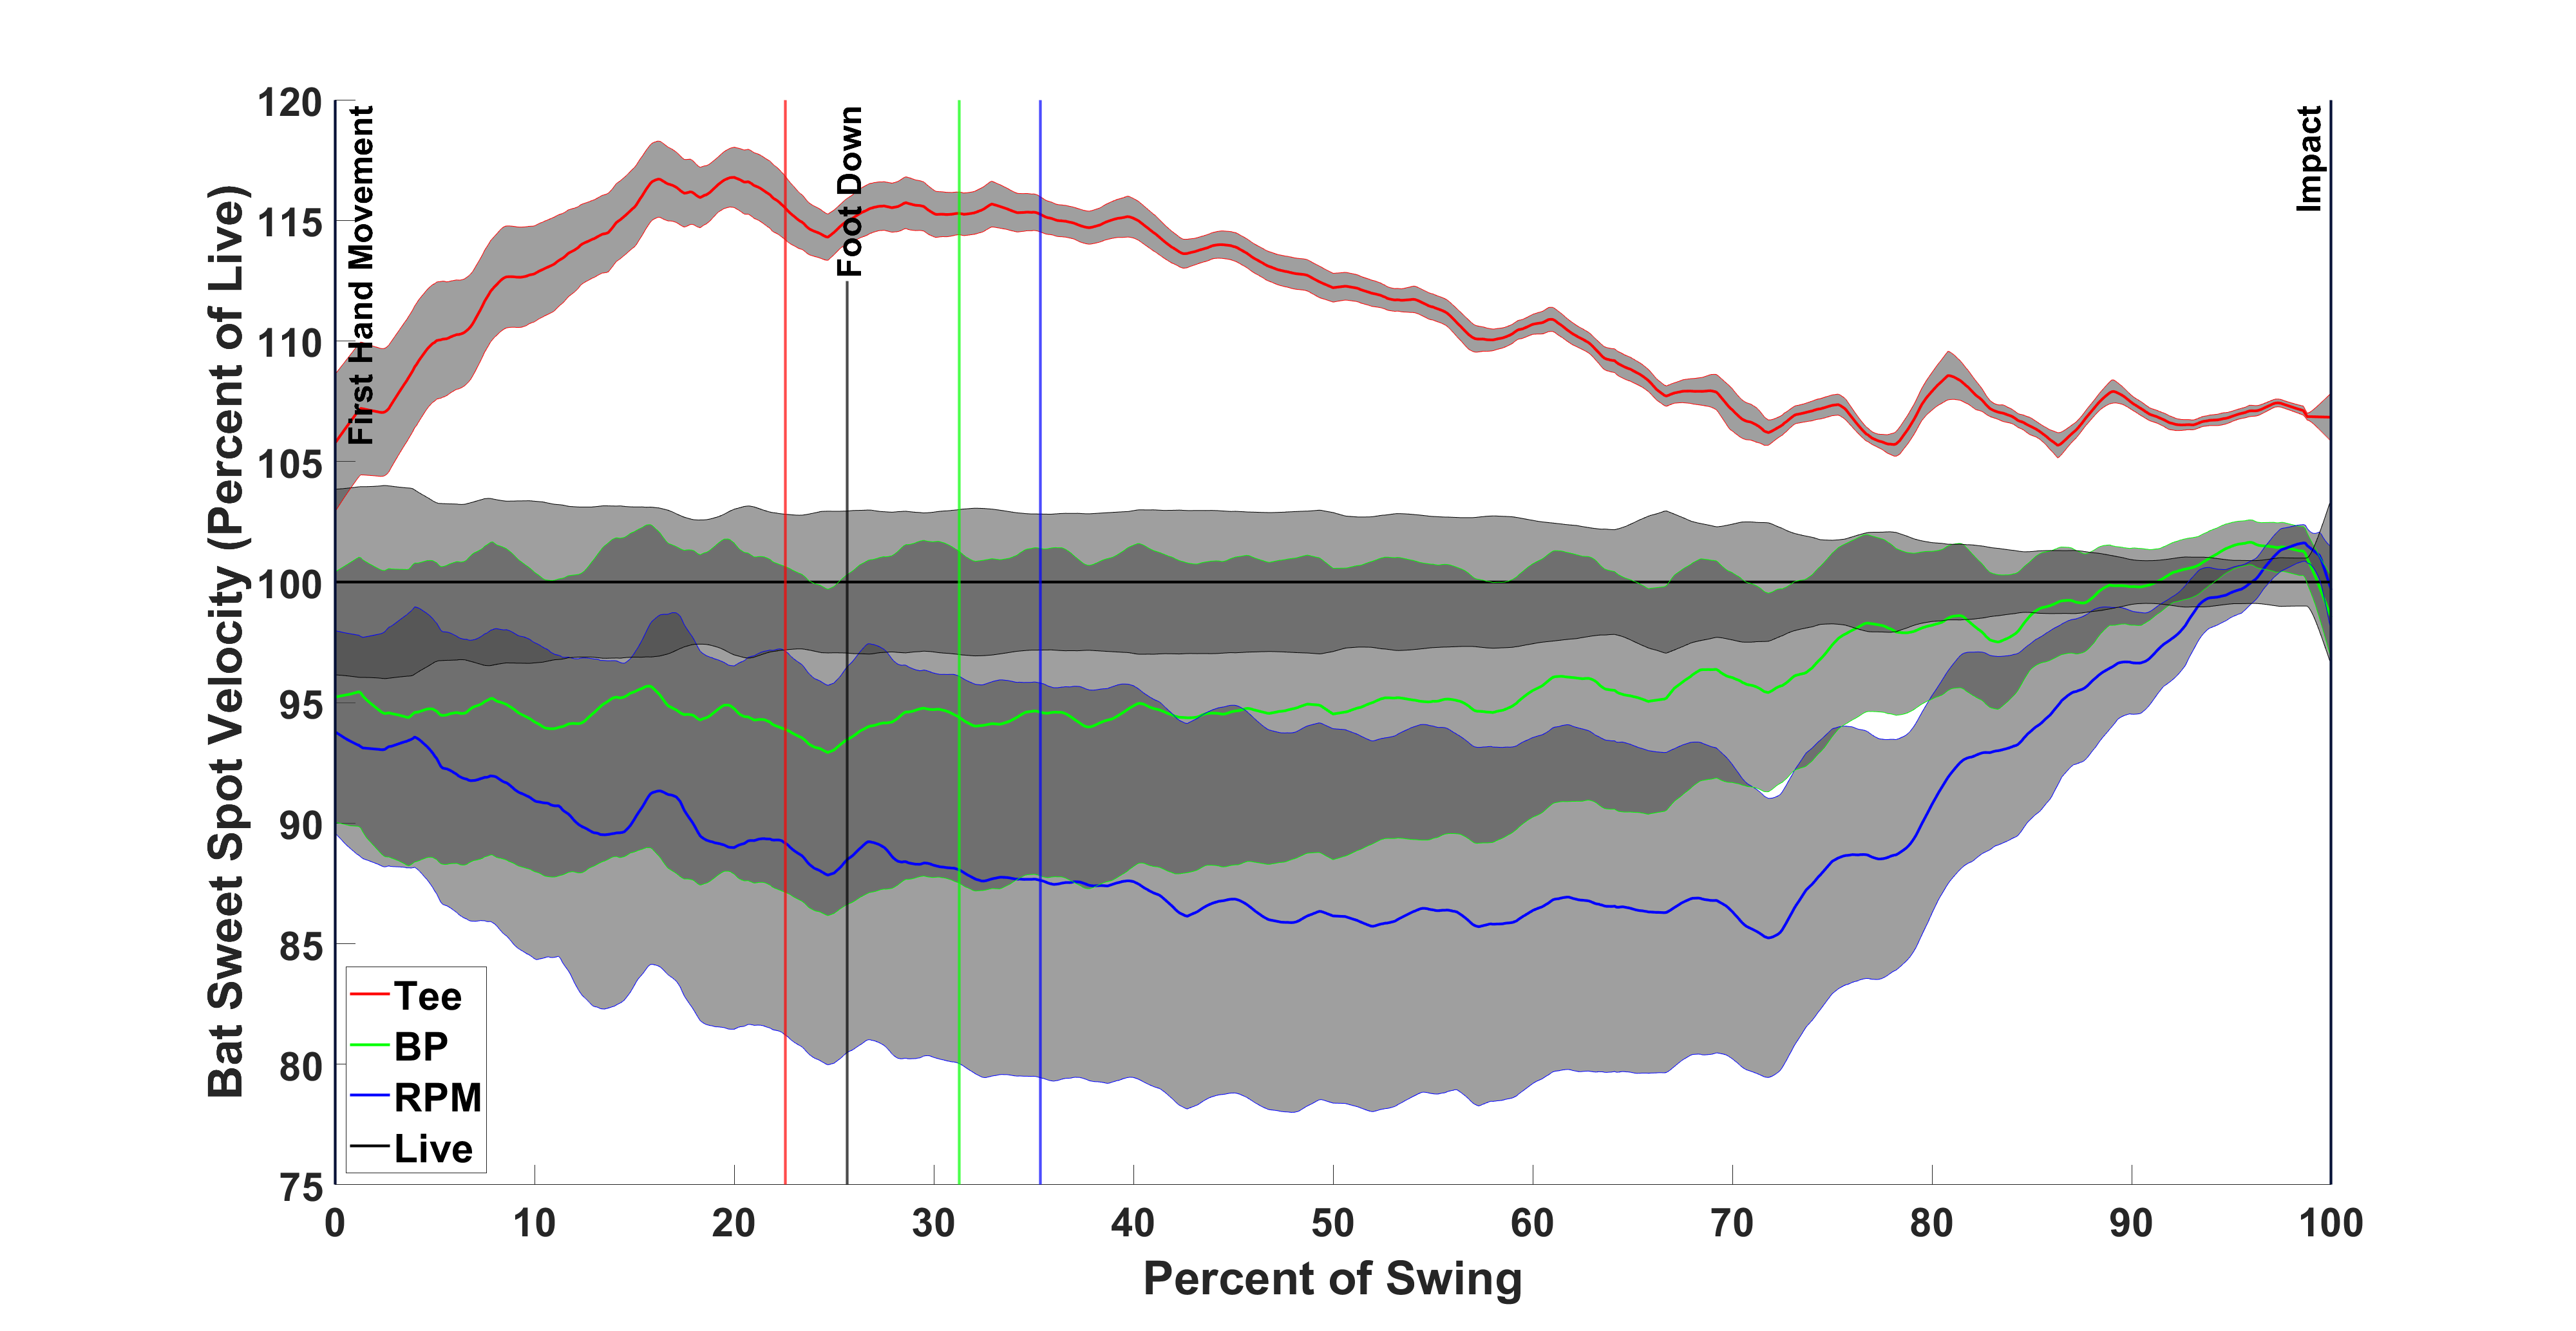 Bat Sweet Spot Velocity (Percent of Live)
120
115
110
105
100
95
90
85
80
75
First Hand Movement
Foot Down
Impact
Tee
BP
RPM
Live
0
10
20
30
40
50
60
70
80
90
100
Percent of Swing